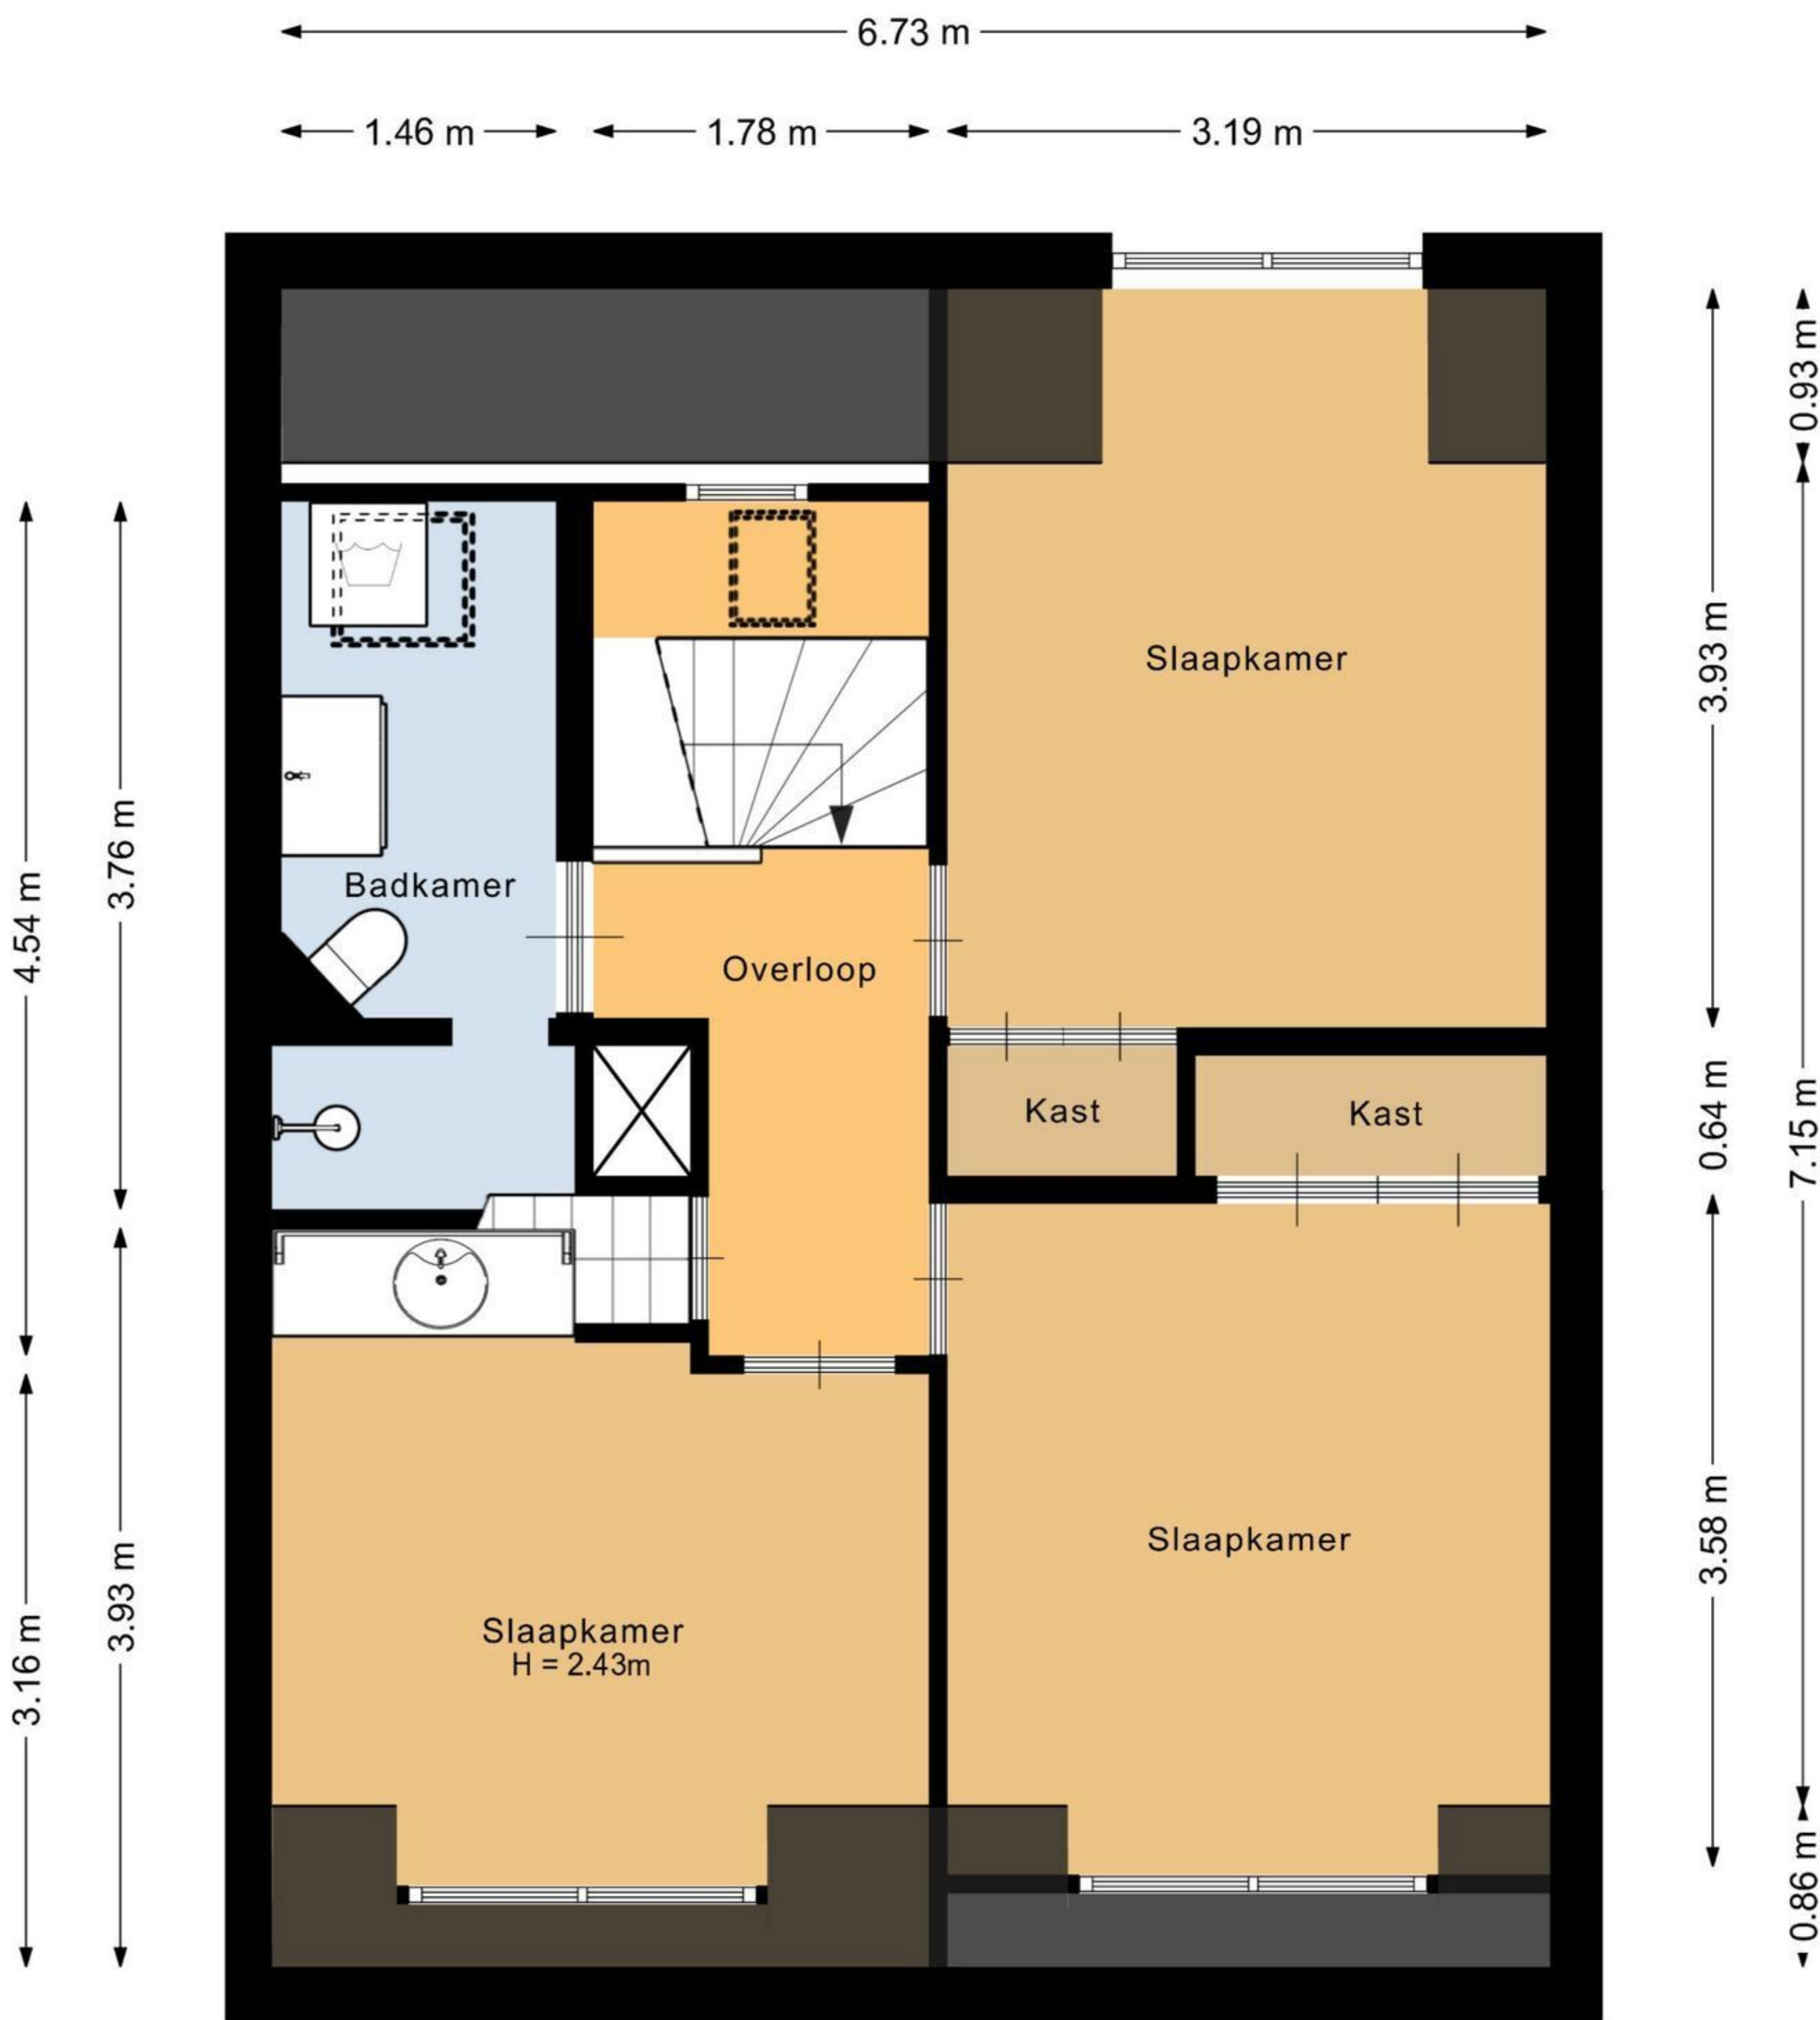 6.73 m
1.46 m
1.78 m
3.19 m
0.93 m
3.93 m
Slaapkamer
3.76 m
4.54 m
Badkamer
Overloop
0.64 m
7.15 m
Kast
Kast
3.58 m
Slaapkamer
3.93 m
3.16 m
Slaapkamer
H = 2.43m
0.86 m